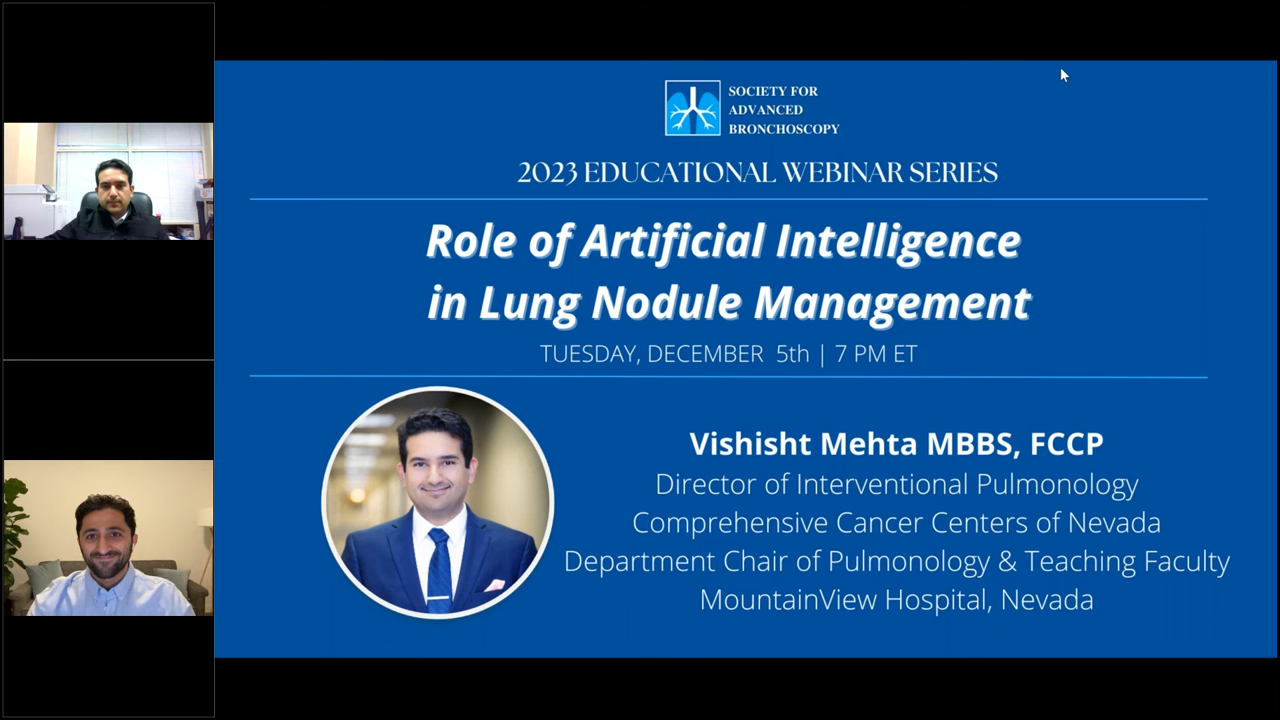 SOCIETY FOR
ADVANCED
BRONCHOSCOPY
2023 EDUCATIONAL WEBINAR SERIES
Role of Artificial Intelligence
in Lung Nodule Management
TUESDAY, DECEMBER 5th | 7 PM ET
Vishisht Mehta MBBS, FCCP
Director of Interventional Pulmonology
Comprehensive Cancer Centers of Nevada
Department Chair of Pulmonology & Teaching Faculty
MountainView Hospital, Nevada